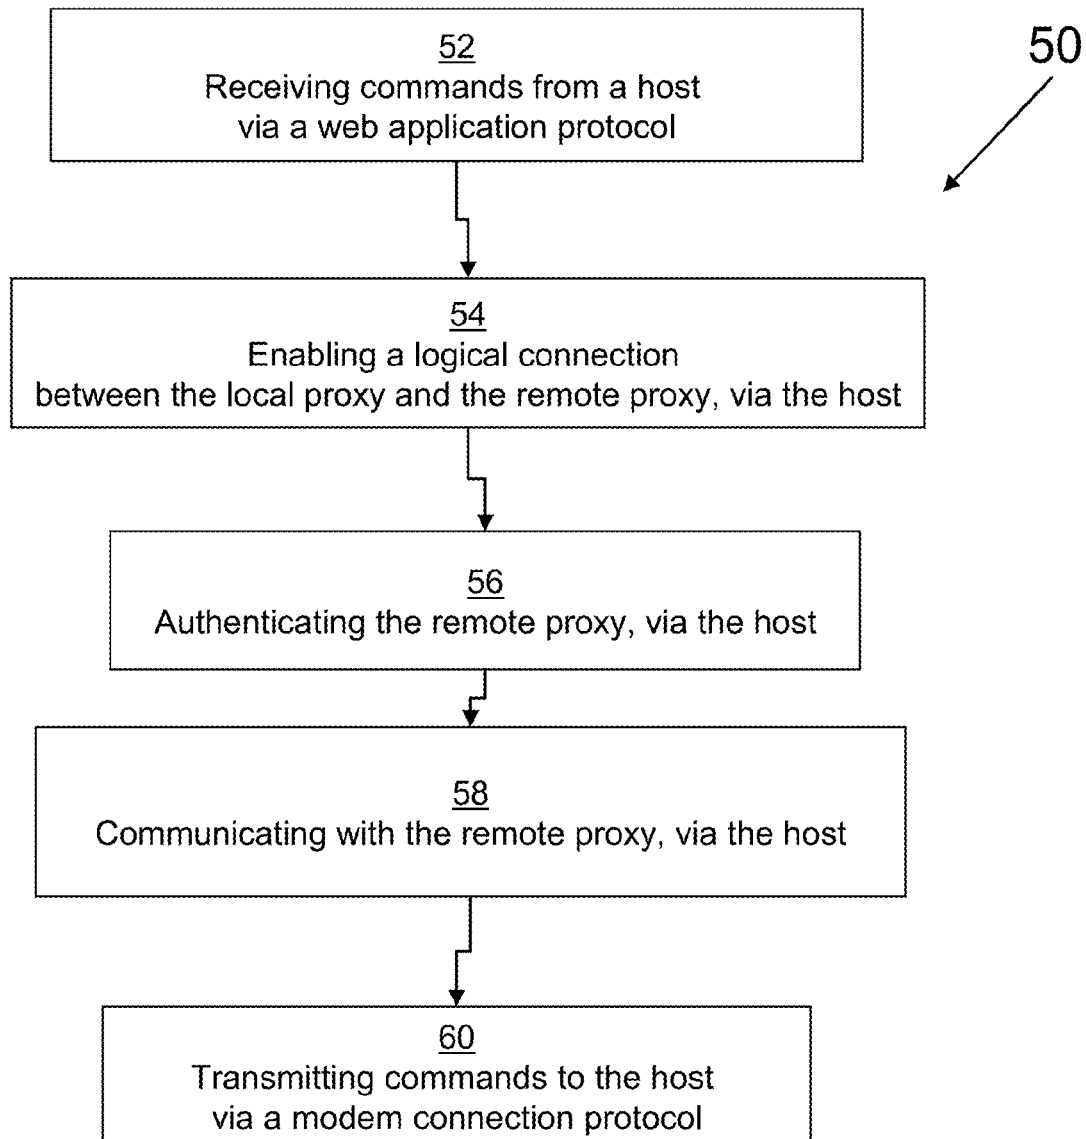 52
Receiving commands from a host
via a web application protocol
50
54
Enabling a logical connection
between the local proxy and the remote proxy, via the host
56
Authenticating the remote proxy, via the host
58
Communicating with the remote proxy, via the host
60
Transmitting commands to the host
via a modem connection protocol